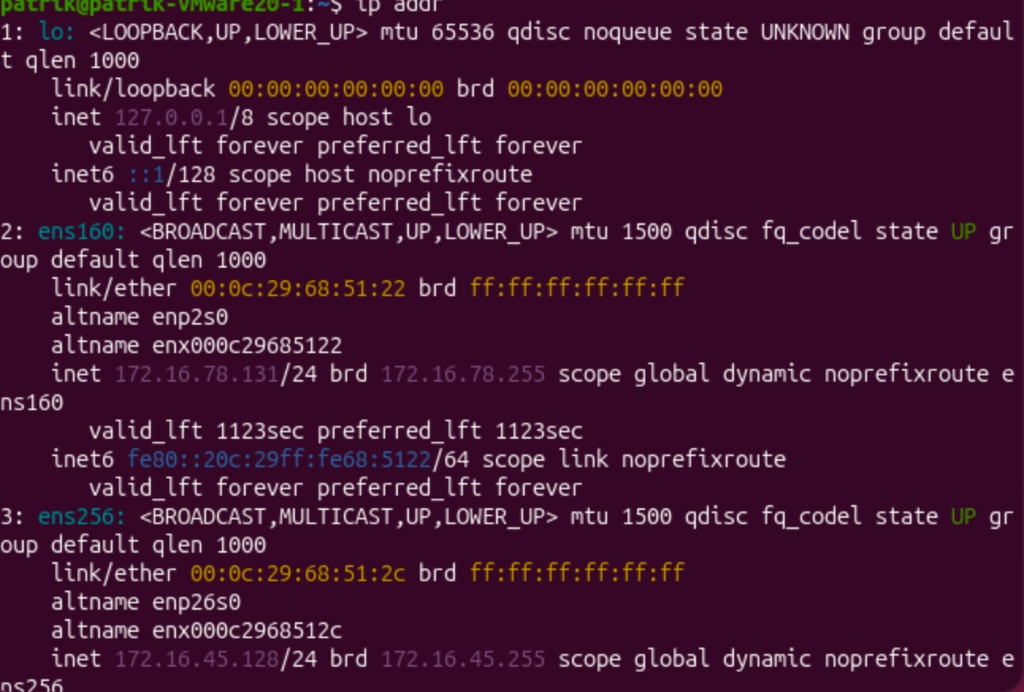 patrik@patrik-VMware20-1:~$ ip addr
1: lo: <LOOPBACK,UP,LOWER_UP> mtu 65536 qdisc noqueue state UNKNOWN group defaul
t qlen 1000
    link/loopback 00:00:00:00:00:00 brd 00:00:00:00:00:00
    inet 127.0.0.1/8 scope host lo
       valid_lft forever preferred_lft forever
    inet6 ::1/128 scope host noprefixroute
       valid_lft forever preferred_lft forever
2: ens160: <BROADCAST,MULTICAST,UP,LOWER_UP> mtu 1500 qdisc fq_codel state UP gr
oup default qlen 1000
    link/ether 00:0c:29:68:51:22 brd ff:ff:ff:ff:ff:ff
    altname enp2s0
    altname enx000c29685122
    inet 172.16.78.131/24 brd 172.16.78.255 scope global dynamic noprefixroute e
ns160
       valid_lft 1123sec preferred_lft 1123sec
    inet6 fe80::20c:29ff:fe68:5122/64 scope link noprefixroute
       valid_lft forever preferred_lft forever
3: ens256: <BROADCAST,MULTICAST,UP,LOWER_UP> mtu 1500 qdisc fq_codel state UP gr
oup default qlen 1000
    link/ether 00:0c:29:68:51:2c brd ff:ff:ff:ff:ff:ff
    altname enp26s0
    altname enx000c2968512c
    inet 172.16.45.128/24 brd 172.16.45.255 scope global dynamic noprefixroute e
ns256